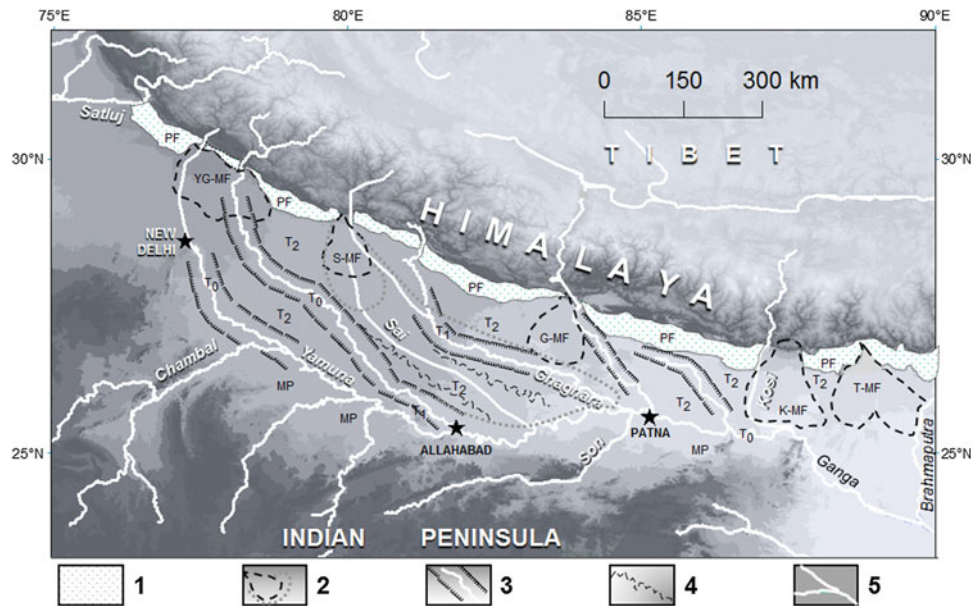 75°E 80°E 85°E 90°E
0 150 300 km
Satluj
PF
30°N 30°N
T I B E T
YG-MF
PF
HIMALAYA
NEW
DELHI
T2
S-MF
PF
T0
T0
T1
T2
G-MF
PF
T2
Sai
Ghaghara
PF
Chambal
Yamuna
MP
T2
T2
Kosi
T2
T-MF
K-MF
MP
T1
T2
PATNA
T0
ALLAHABAD
Son
MP
25°N 25°N
Ganga
Brahmaputra
INDIAN PENINSULA
1 2 3 4 5